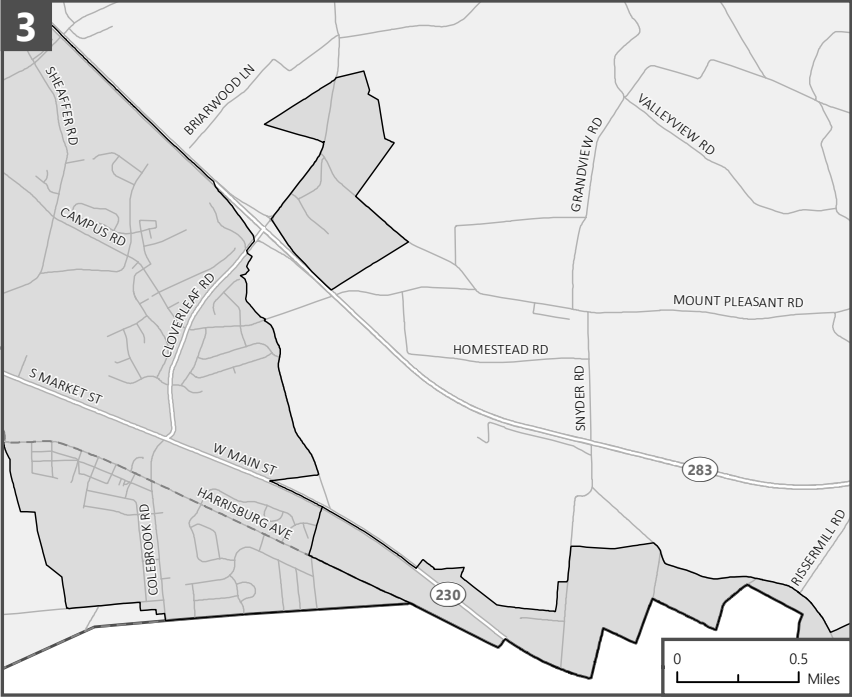 3
SHEAFFER RD
BRIARWOOD LN
GRANDVIEW RD
VALLEYVIEW RD
CAMPUS RD
CLOVERLEAF RD
MOUNT PLEASANT RD
HOMESTEAD RD
S MARKET ST
SNYDER RD
W MAIN ST
283
HARRISBURG AVE
COLEBROOK RD
RISSERMILL RD
230
0 0.5
Miles